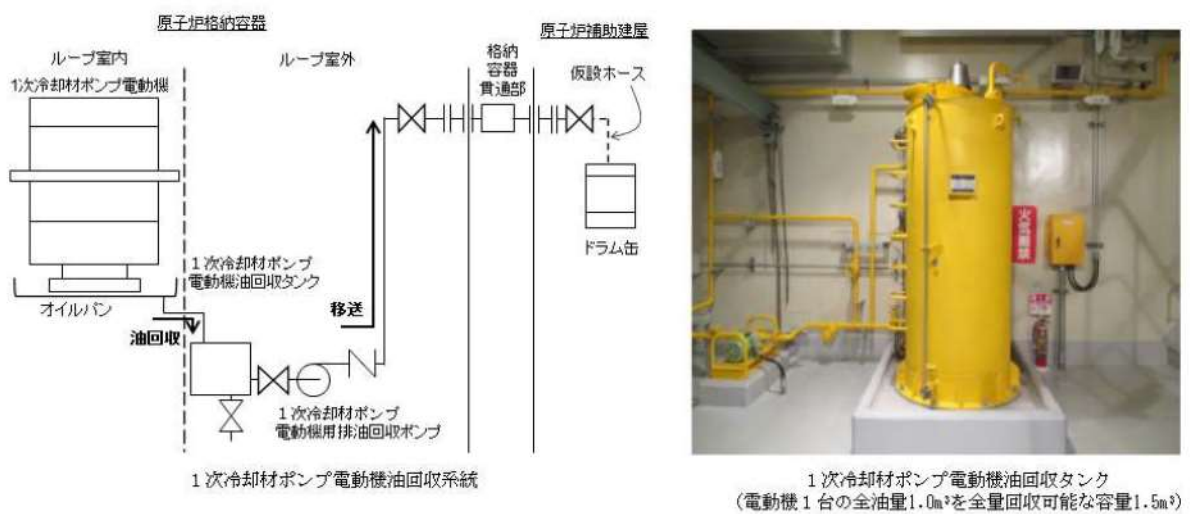 原子炉格納容器
原子炉補助建屋
ループ室内
ループ室外
格納
容器
貫通部
1次冷却材ポンプ電動機
仮設ホース
ドラム缶
1次冷却材ポンプ
電動機油回収タンク
オイルパン
油回収
移送
1次冷却材ポンプ
電動機用排油回収ポンプ
1次冷却材ポンプ電動機油回収系統
火気厳禁
1次冷却材ポンプ電動機油回収タンク
(電動機1台の全油量1.0m³を全量回収可能な容量1.5m³)